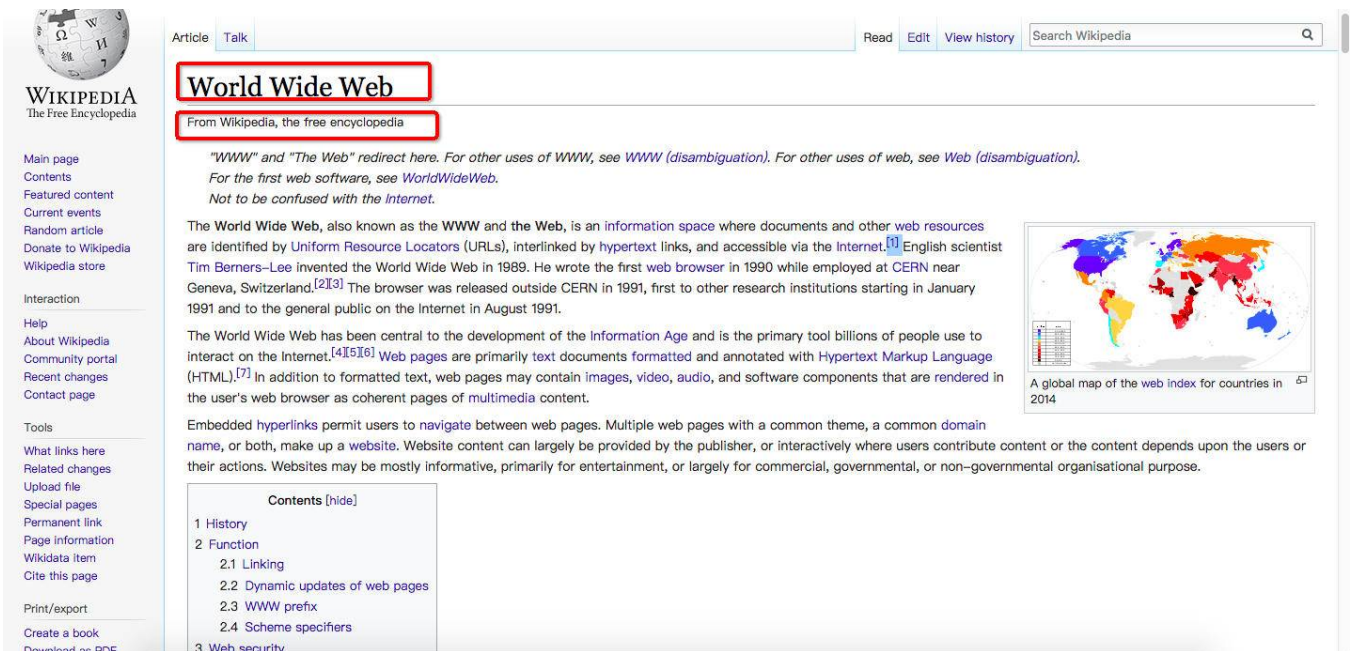 Article Talk
Read Edit View history Search Wikipedia
WIKIPEDIA
The Free Encyclopedia
Main page
Contents
Featured content
Current events
Random article
Donate to Wikipedia
Wikipedia store
Interaction
Help
About Wikipedia
Community portal
Recent changes
Contact page
Tools
What links here
Related changes
Upload file
Special pages
Permanent link
Page information
Wikidata item
Cite this page
Print/export
Create a book
Download as PDF
World Wide Web
From Wikipedia, the free encyclopedia
"WWW" and "The Web" redirect here. For other uses of WWW, see WWW (disambiguation). For other uses of web, see Web (disambiguation).
For the first web software, see WorldWideWeb.
Not to be confused with the Internet.
The World Wide Web, also known as the WWW and the Web, is an information space where documents and other web resources
are identified by Uniform Resource Locators (URLs), interlinked by hypertext links, and accessible via the Internet.[1] English scientist
Tim Berners–Lee invented the World Wide Web in 1989. He wrote the first web browser in 1990 while employed at CERN near
Geneva, Switzerland.[2][3] The browser was released outside CERN in 1991, first to other research institutions starting in January
1991 and to the general public on the Internet in August 1991.
The World Wide Web has been central to the development of the Information Age and is the primary tool billions of people use to
interact on the Internet.[4][5][6] Web pages are primarily text documents formatted and annotated with Hypertext Markup Language
(HTML).[7] In addition to formatted text, web pages may contain images, video, audio, and software components that are rendered in
the user's web browser as coherent pages of multimedia content.
A global map of the web index for countries in
2014
Embedded hyperlinks permit users to navigate between web pages. Multiple web pages with a common theme, a common domain
name, or both, make up a website. Website content can largely be provided by the publisher, or interactively where users contribute content or the content depends upon the users or
their actions. Websites may be mostly informative, primarily for entertainment, or largely for commercial, governmental, or non–governmental organisational purpose.
Contents [hide]
1 History
2 Function
2.1 Linking
2.2 Dynamic updates of web pages
2.3 WWW prefix
2.4 Scheme specifiers
3 Web security